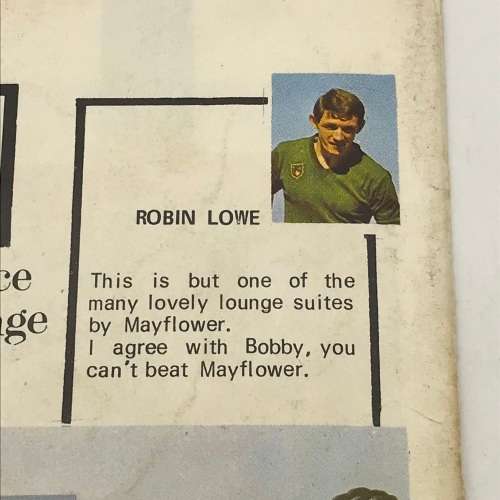 ROBIN LOWE
ce
age
This is but one of the
many lovely lounge suites
by Mayflower.
I agree with Bobby, you
can't beat Mayflower.